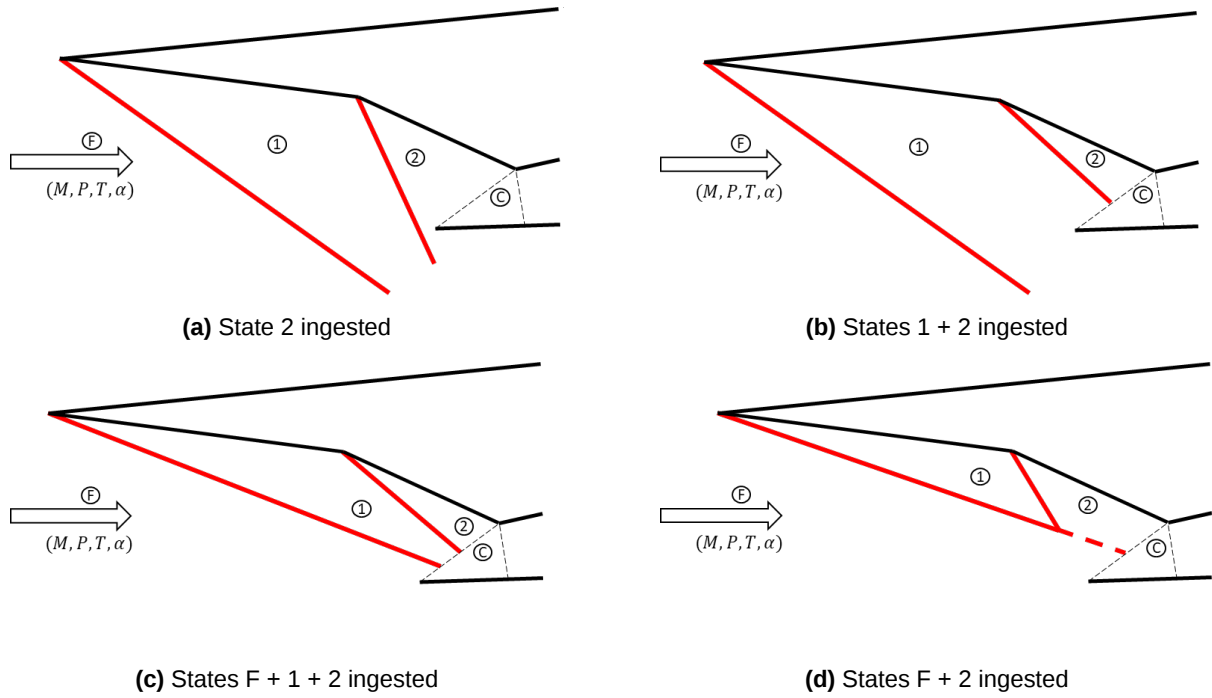 Ⓕ
(M, P, T, α)
①
②
Ⓒ
(a) State 2 ingested
Ⓕ
(M, P, T, α)
①
②
Ⓒ
(b) States 1 + 2 ingested
Ⓕ
(M, P, T, α)
①
②
Ⓒ
(c) States F + 1 + 2 ingested
Ⓕ
(M, P, T, α)
①
②
Ⓒ
(d) States F + 2 ingested